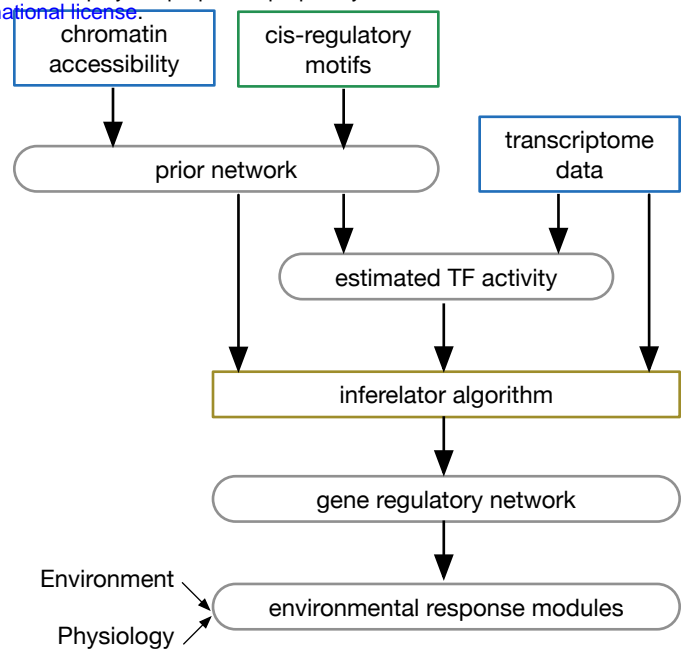 national license.
chromatin
accessibility
cis-regulatory
motifs
transcriptome
data
prior network
estimated TF activity
inferelator algorithm
gene regulatory network
Environment
environmental response modules
Physiology